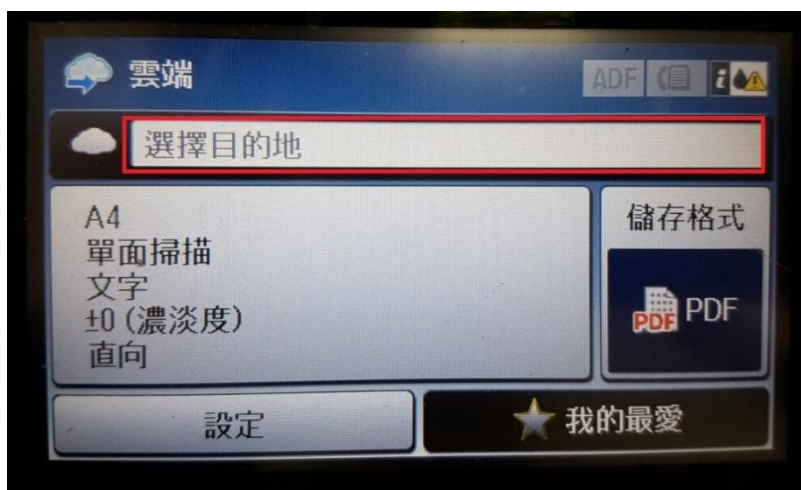 雲端
ADF
i
選擇目的地
A4
單面掃描
文字
±0 (濃淡度)
直向
儲存格式
PDF PDF
設定
我的最愛